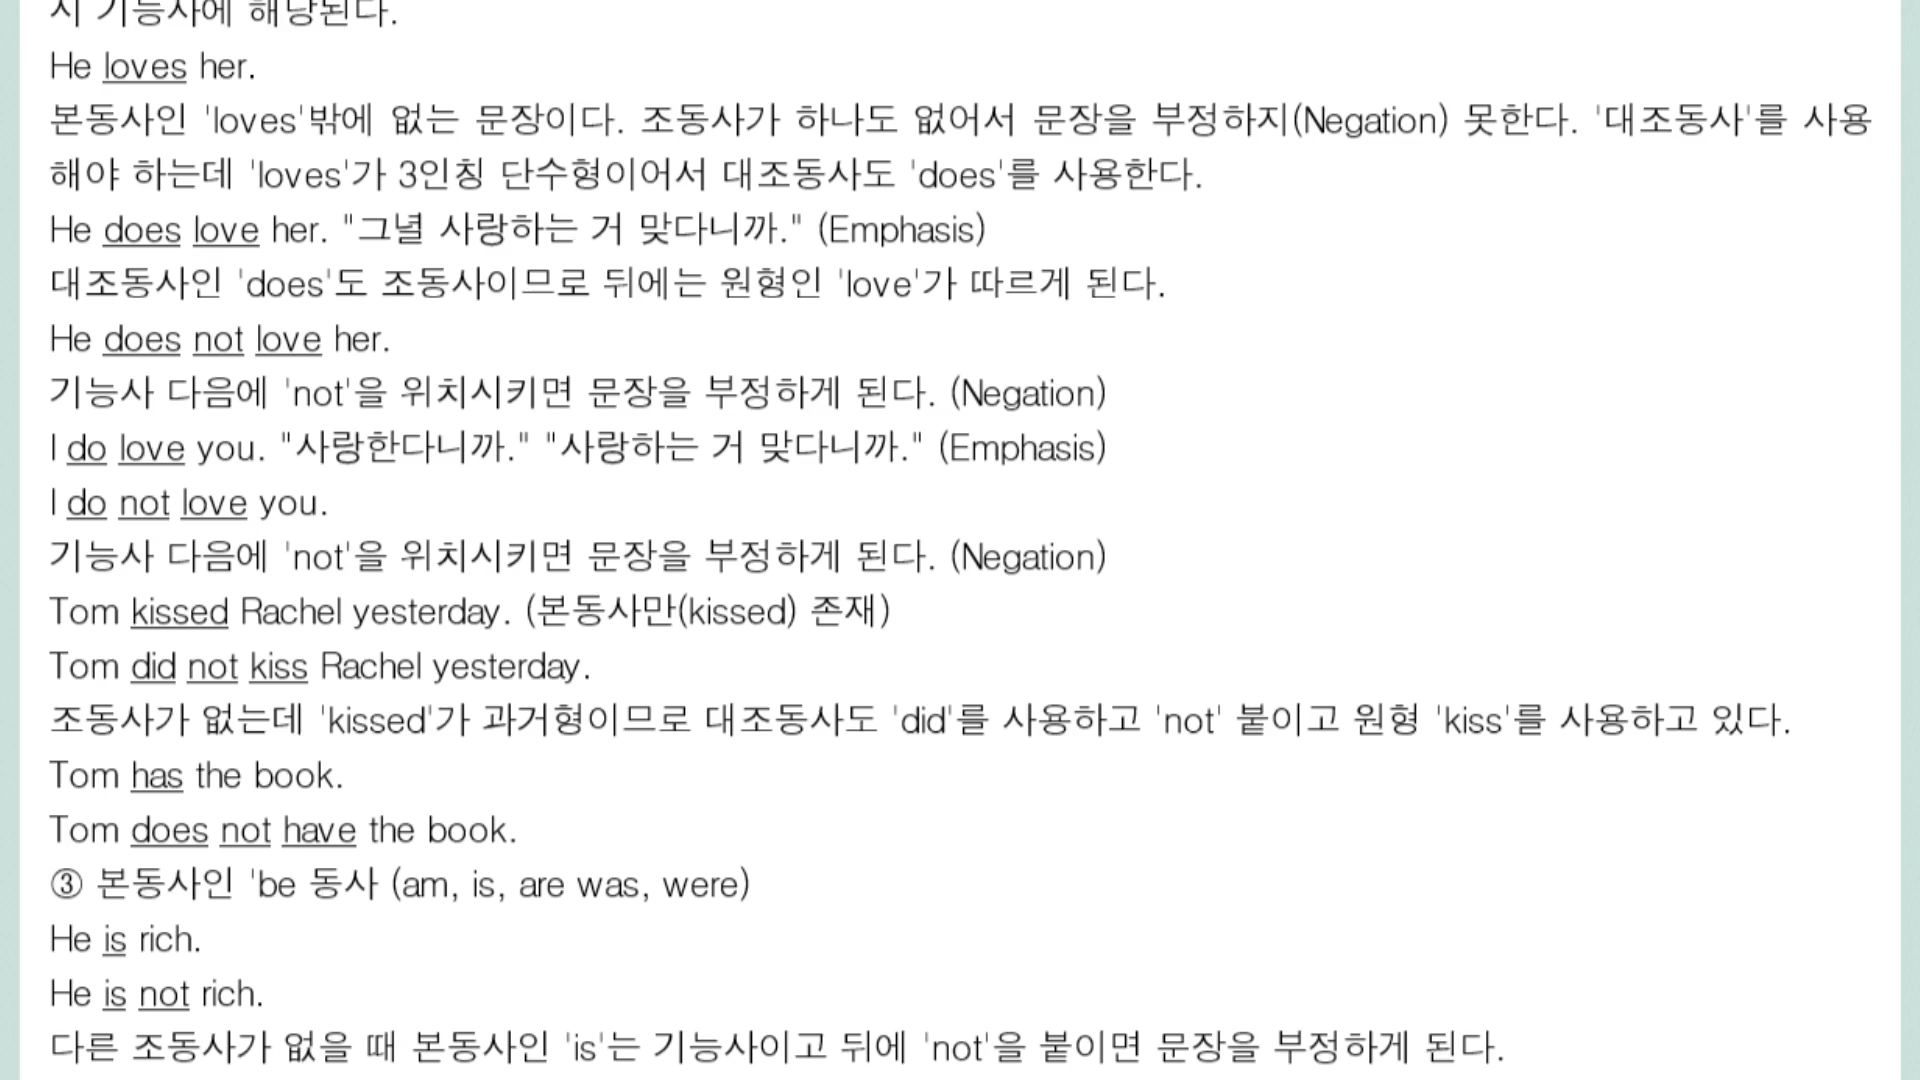 시 기능사에 해당된다.
He loves her.
본동사인 'loves'밖에 없는 문장이다. 조동사가 하나도 없어서 문장을 부정하지(Negation) 못한다. '대조동사'를 사용
해야 하는데 'loves'가 3인칭 단수형이어서 대조동사도 'does'를 사용한다.
He does love her. "그녈 사랑하는 거 맞다니까." (Emphasis)
대조동사인 'does'도 조동사이므로 뒤에는 원형인 'love'가 따르게 된다.
He does not love her.
기능사 다음에 'not'을 위치시키면 문장을 부정하게 된다. (Negation)
I do love you. "사랑한다니까." "사랑하는 거 맞다니까." (Emphasis)
I do not love you.
기능사 다음에 'not'을 위치시키면 문장을 부정하게 된다. (Negation)
Tom kissed Rachel yesterday. (본동사만(kissed) 존재)
Tom did not kiss Rachel yesterday.
조동사가 없는데 'kissed'가 과거형이므로 대조동사도 'did'를 사용하고 'not' 붙이고 원형 'kiss'를 사용하고 있다.
Tom has the book.
Tom does not have the book.
③ 본동사인 'be 동사 (am, is, are was, were)
He is rich.
He is not rich.
다른 조동사가 없을 때 본동사인 'is'는 기능사이고 뒤에 'not'을 붙이면 문장을 부정하게 된다.